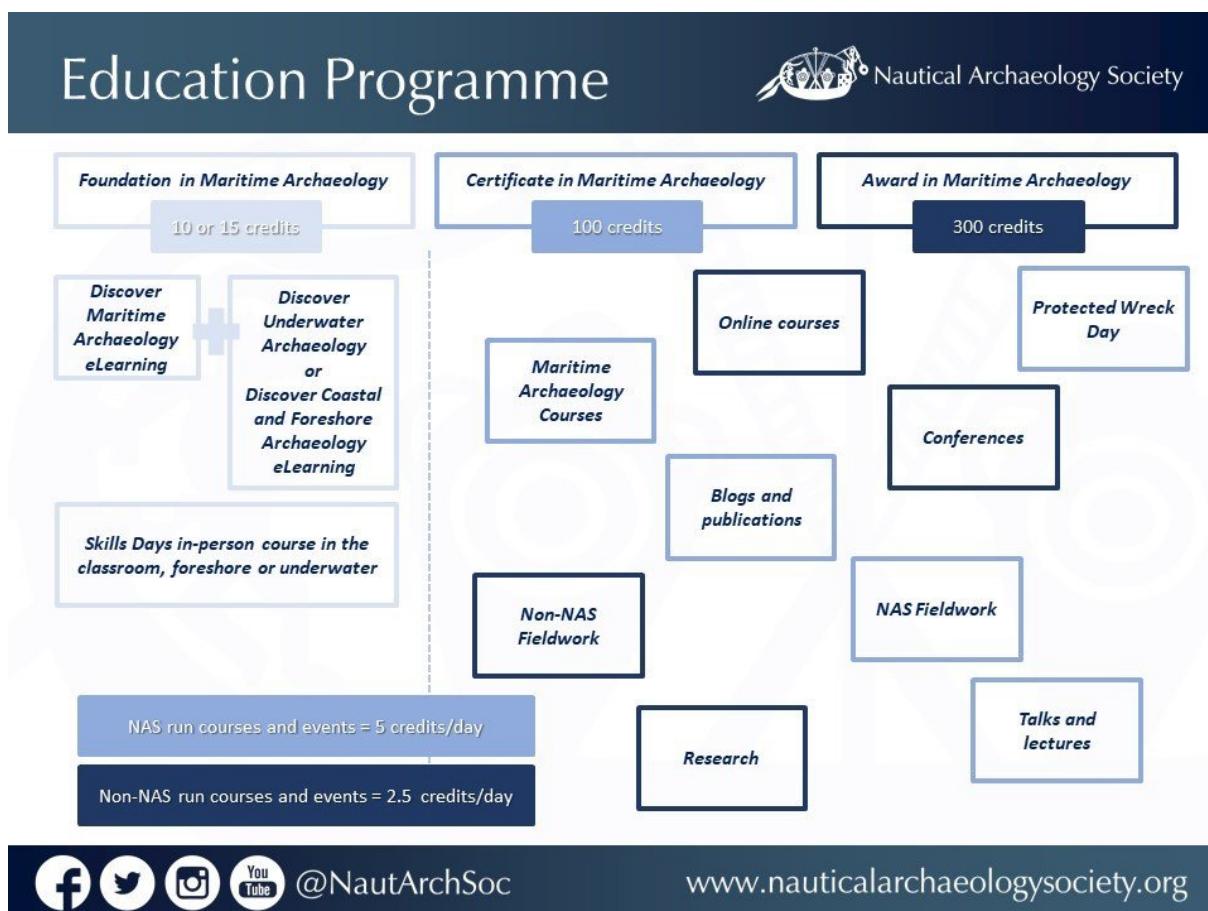 Education Programme
Nautical Archaeology Society
Foundation in Maritime Archaeology
10 or 15 credits
Certificate in Maritime Archaeology
100 credits
Award in Maritime Archaeology
300 credits
Discover
Maritime
Archaeology
eLearning
Discover
Underwater
Archaeology
or
Discover Coastal
and Foreshore
Archaeology
eLearning
Skills Days in-person course in the
classroom, foreshore or underwater
Online courses
Protected Wreck
Day
Maritime
Archaeology
Courses
Conferences
Blogs and
publications
Non-NAS
Fieldwork
NAS Fieldwork
Research
Talks and
lectures
NAS run courses and events = 5 credits/day
Non-NAS run courses and events = 2.5 credits/day
You
Tube
@NautArchSoc
www.nauticalarchaeologysociety.org